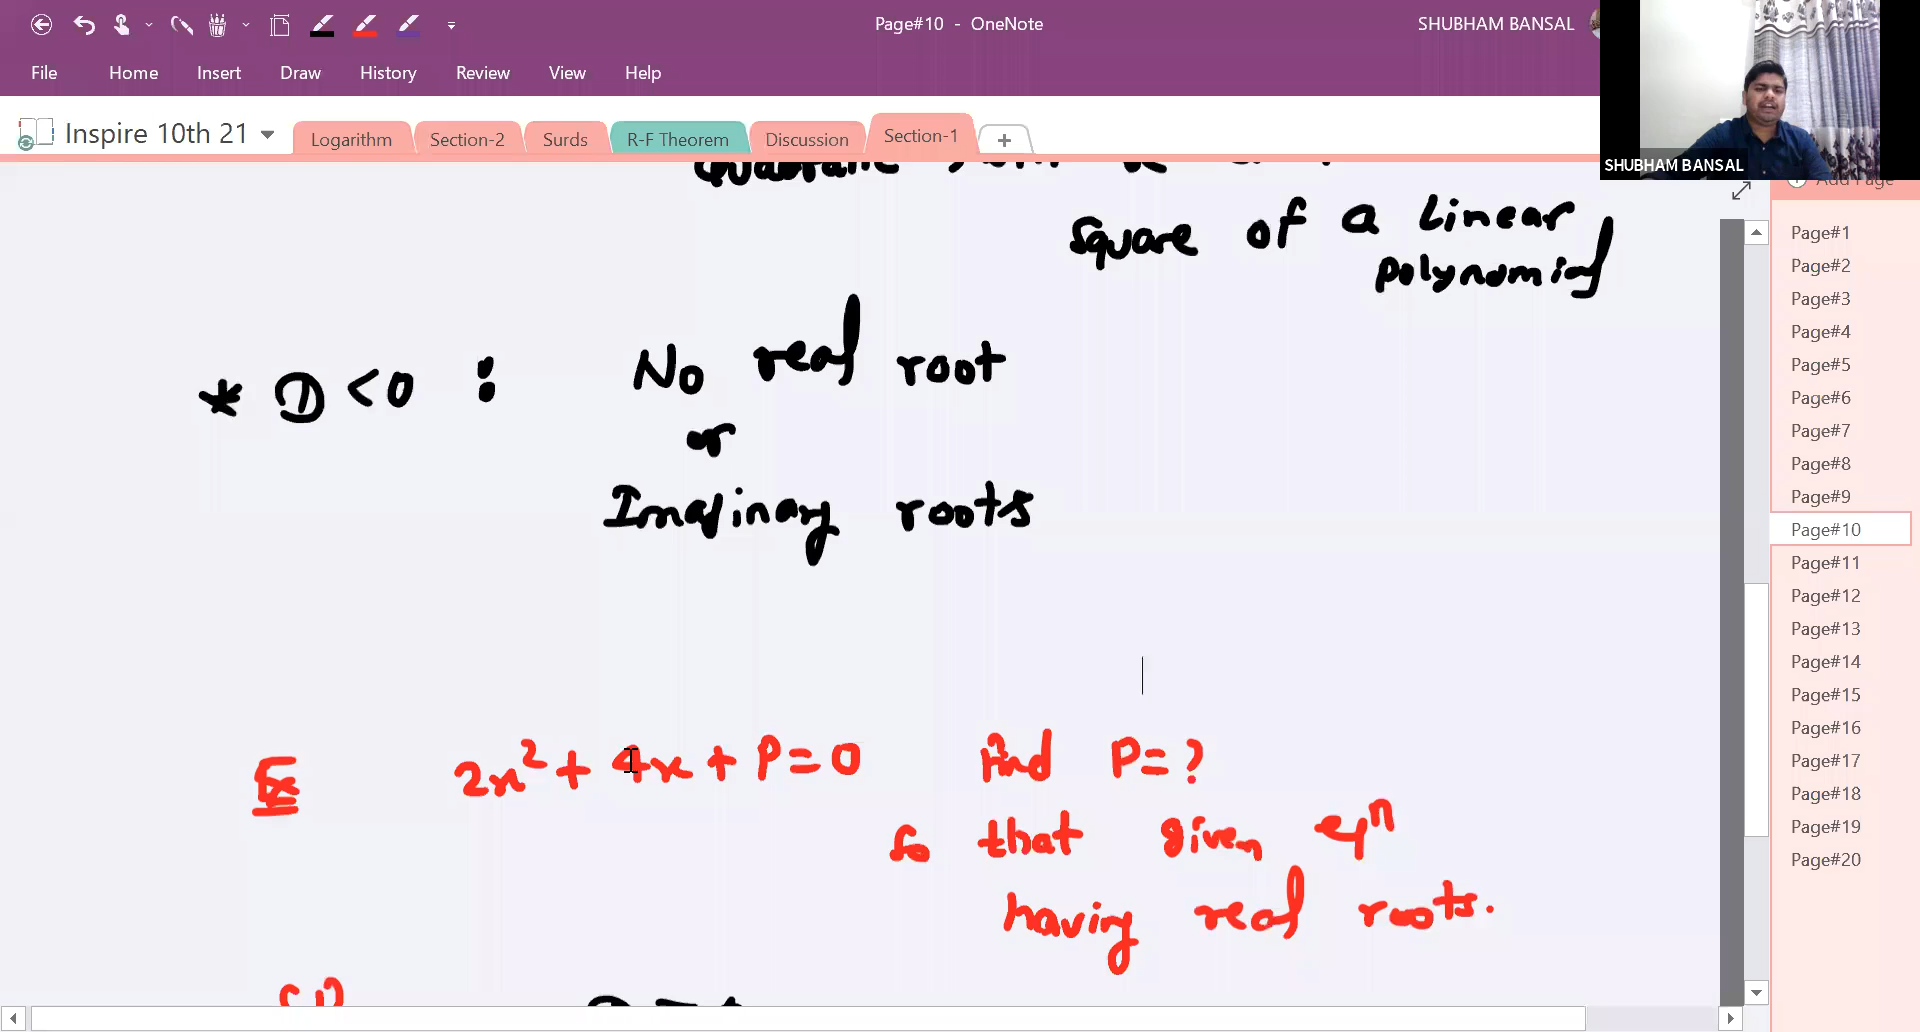 Page#10 - OneNote
SHUBHAM BANSAL
File Home Insert Draw History Review View Help
Inspire 10th 21
Logarithm Section-2 Surds R-F Theorem Discussion Section-1 +
SHUBHAM BANSAL
Add Page
Square of a linear
polynomial
* D < 0 : No real root
or
Imaginary roots
Ex 2x² + 4x + P = 0 Find P = ?
so that given eqⁿ
having real roots.
Page#1
Page#2
Page#3
Page#4
Page#5
Page#6
Page#7
Page#8
Page#9
Page#10
Page#11
Page#12
Page#13
Page#14
Page#15
Page#16
Page#17
Page#18
Page#19
Page#20